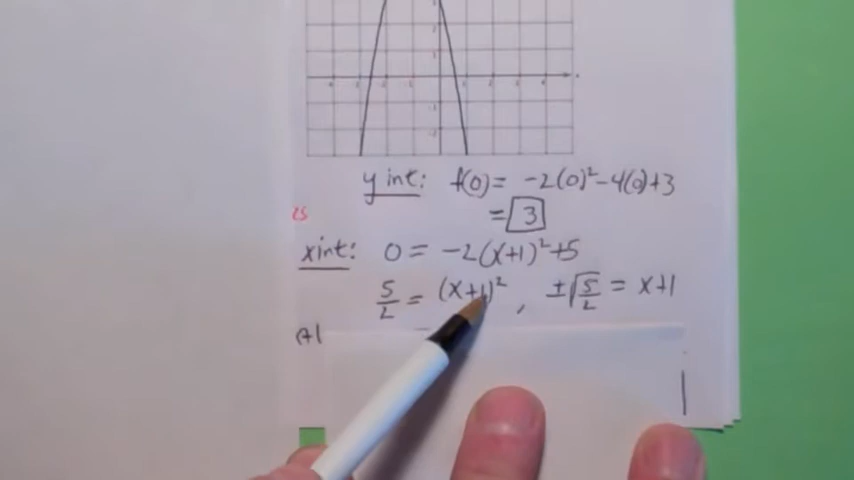 y int: f(0) = -2(0)²-4(0)+3
= 3
x int: 0 = -2(x+1)²+5
5/2 = (x+1)², ±√5/2 = x+1